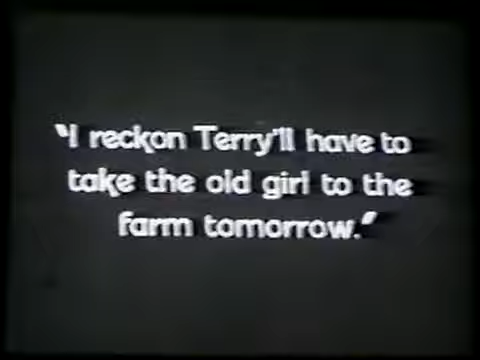 "I reckon Terry'll have to
take the old girl to the
farm tomorrow."